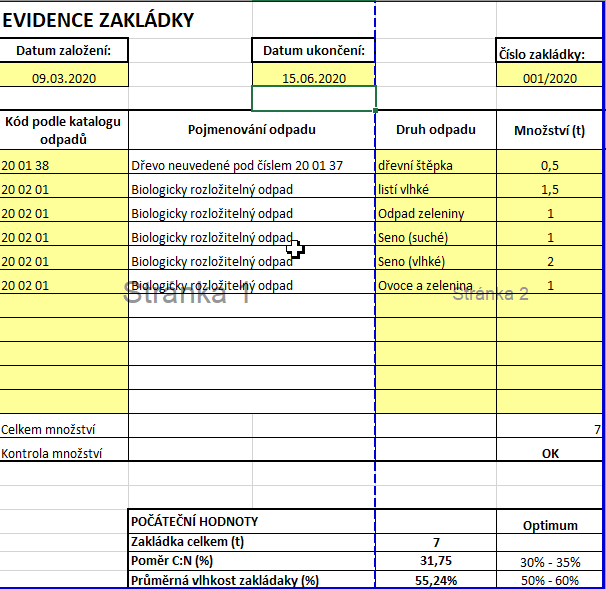 EVIDENCE ZAKLÁDKY
Datum založení: Datum ukončení: Číslo zakládky:
09.03.2020 15.06.2020 001/2020
Kód podle katalogu odpadů Pojmenování odpadu Druh odpadu Množství (t)
20 01 38 Dřevo neuvedené pod číslem 20 01 37 dřevní štěpka 0,5
20 02 01 Biologicky rozložitelný odpad listí vlhké 1,5
20 02 01 Biologicky rozložitelný odpad Odpad zeleniny 1
20 02 01 Biologicky rozložitelný odpad Seno (suché) 1
20 02 01 Biologicky rozložitelný odpad Seno (vlhké) 2
20 02 01 Biologicky rozložitelný odpad Ovoce a zelenina 1
Stránka 1 Stránka 2
Celkem množství 7
Kontrola množství OK
POČÁTEČNÍ HODNOTY Optimum
Zakládka celkem (t) 7
Poměr C:N (%) 31,75 30% - 35%
Průměrná vlhkost zakládaky (%) 55,24% 50% - 60%